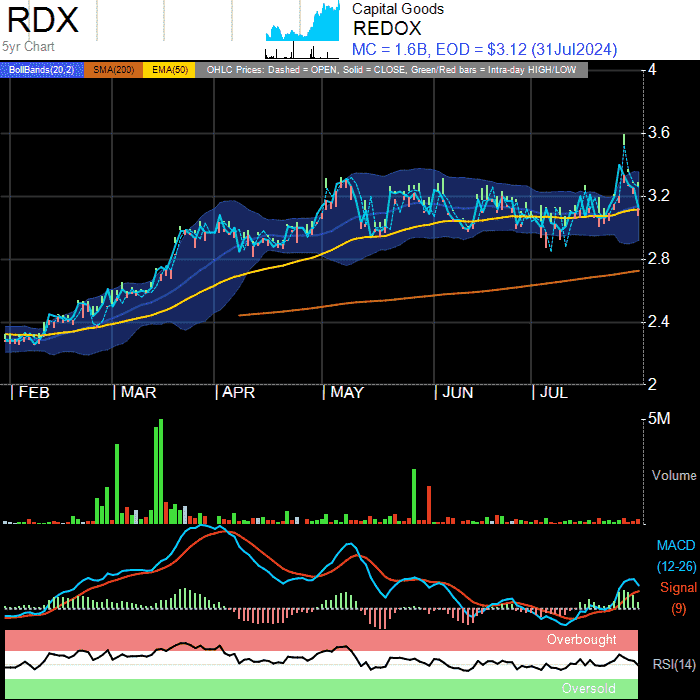 RDX
5yr Chart
Capital Goods
REDOX
MC = 1.6B, EOD = $3.12 (31Jul2024)
BollBands(20,2) SMA(200) EMA(50) OHLC Prices: Dashed = OPEN, Solid = CLOSE, Green/Red bars = Intra-day HIGH/LOW
4
3.6
3.2
2.8
2.4
2
FEB MAR APR MAY JUN JUL
5M
Volume
MACD
(12-26)
Signal
(9)
Overbought
RSI(14)
Oversold